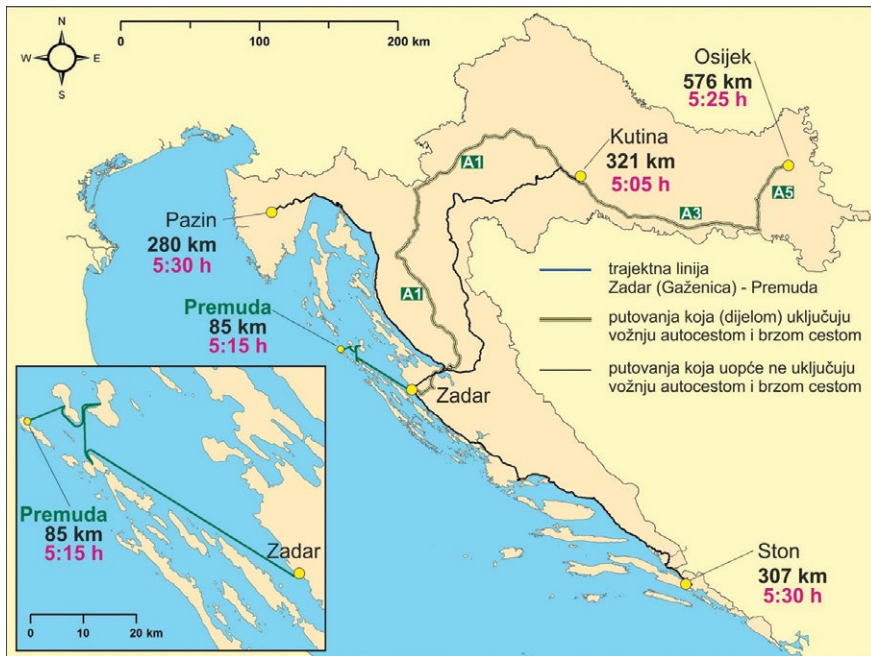 N
W E
S
0 100 200 km
Osijek
576 km
5:25 h
Kutina
321 km
5:05 h
A1
A5
A3
Pazin
280 km
5:30 h
A1
Premuda
85 km
5:15 h
Zadar
trajektna linija
Zadar (Gaženica) - Premuda
putovanja koja (dijelom) uključuju
vožnju autocestom i brzom cestom
putovanja koja uopće ne uključuju
vožnju autocestom i brzom cestom
Premuda
85 km
5:15 h
Zadar
0 10 20 km
Ston
307 km
5:30 h